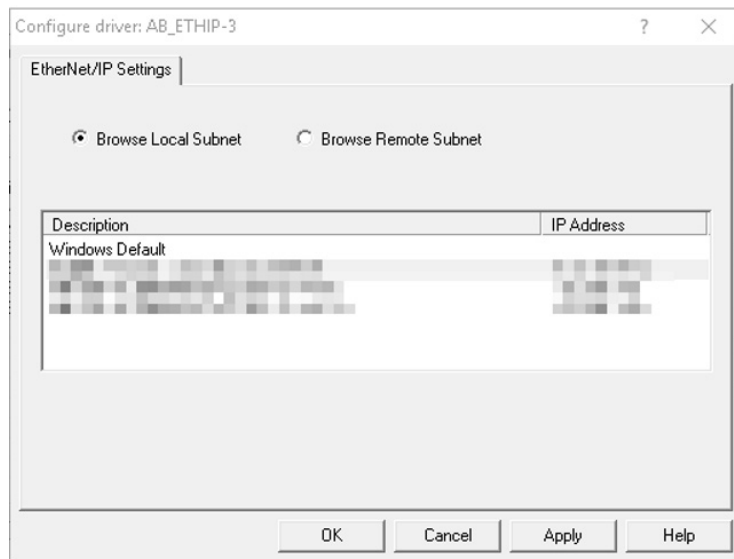 Configure driver: AB_ETHIP-3 ?
EtherNet/IP Settings
Browse Local Subnet Browse Remote Subnet
Description IP Address
Windows Default
OK Cancel Apply Help